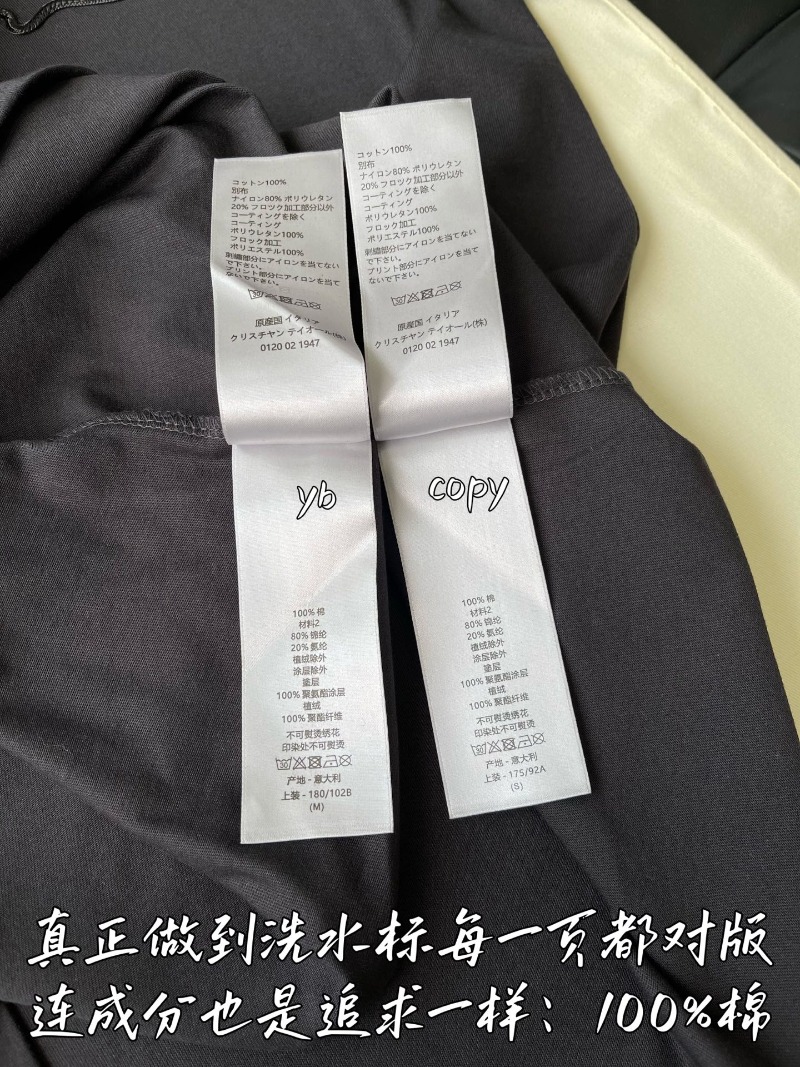 コットン100%
別布
ナイロン80% ポリウレタン
20% フロック加工部分以外
コーティングを除く
コーティング
ポリウレタン100%
フロック加工
ポリエステル100%
刺繍部分にアイロンを当てない
で下さい。
プリント部分にアイロンを当て
ないで下さい。
原産国 イタリア
クリスチャン テイオール(株)
0120 02 1947
コットン100%
別布
ナイロン80% ポリウレタン
20% フロック加工部分以外
コーティングを除く
コーティング
ポリウレタン100%
フロック加工
ポリエステル100%
刺繍部分にアイロンを当てない
で下さい。
プリント部分にアイロンを当て
ないで下さい。
原産国 イタリア
クリスチャン テイオール(株)
0120 02 1947
yb
copy
100% 棉
材料2
80% 锦纶
20% 氨纶
植绒除外
涂层除外
塗层
100% 聚氨酯涂层
植绒
100% 聚酯纤维
不可熨烫绣花
印染处不可熨烫
产地 - 意大利
上装 - 180/102B
(M)
100% 棉
材料2
80% 锦纶
20% 氨纶
植绒除外
涂层除外
塗层
100% 聚氨酯涂层
植绒
100% 聚酯纤维
不可熨烫绣花
印染处不可熨烫
产地 - 意大利
上装 - 175/92A
(S)
真正做到洗水标每一页都对版
连成分也是追求一样：100%棉